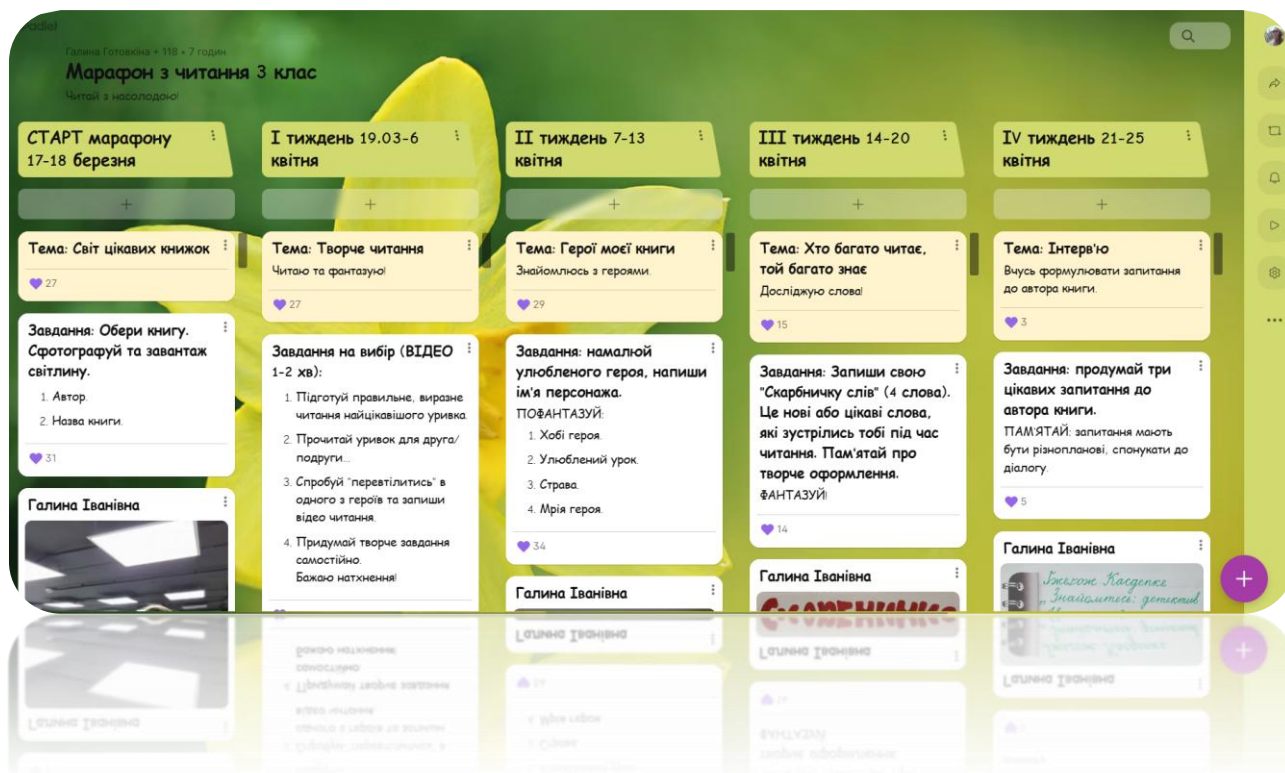 Галина Готовкіна + 118 • 7 годин
Марафон з читання 3 клас
Читай з насолодою!
СТАРТ марафону
17-18 березня
Тема: Світ цікавих книжок
27
Завдання: Обери книгу.
Сфотографуй та завантаж
світлину.
1. Автор.
2. Назва книги.
31
Галина Іванівна
І тиждень 19.03-6
квітня
Тема: Творче читання
Читаю та фантазую!
27
Завдання на вибір (ВІДЕО
1-2 хв):
1. Підготуй правильне, виразне
читання найцікавішого уривка.
2. Прочитай уривок для друга/
подруги...
3. Спробуй "перевтілитись" в
одного з героїв та запиши
відео читання.
4. Придумай творче завдання
самостійно.
Бажаю натхнення!
ІІ тиждень 7-13
квітня
Тема: Герої моєї книги
Знайомлюсь з героями.
29
Завдання: намалюй
улюбленого героя, напиши
ім'я персонажа.
ПОФАНТАЗУЙ:
1. Хобі героя.
2. Улюблений урок.
3. Страва.
4. Мрія героя.
34
Галина Іванівна
ІІІ тиждень 14-20
квітня
Тема: Хто багато читає,
той багато знає
Досліджую слова!
15
Завдання: Запиши свою
"Скарбничку слів" (4 слова).
Це нові або цікаві слова,
які зустрілись тобі під час
читання. Пам'ятай про
творче оформлення.
ФАНТАЗУЙ!
14
Галина Іванівна
IV тиждень 21-25
квітня
Тема: Інтерв'ю
Вчусь формулювати запитання
до автора книги.
3
Завдання: продумай три
цікавих запитання до
автора книги.
ПАМ'ЯТАЙ: запитання мають
бути різнопланові, спонукати до
діалогу.
5
Галина Іванівна